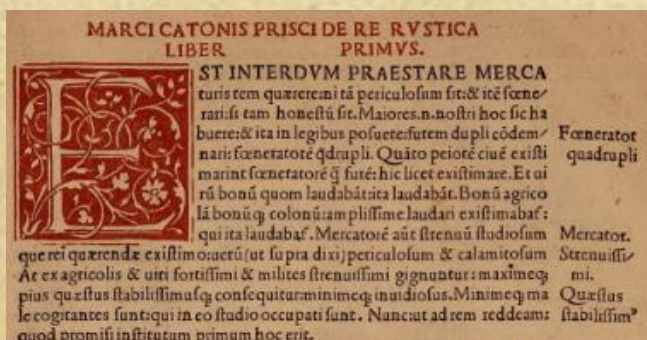 MARCI CATONIS PRISCI DE RE RVSTICA
LIBER PRIMVS.
EST INTERDVM PRAESTARE MERCA
turis rem quærere:ni tã periculosum sit:& itẽ fœne/
rari:si tam honestũ sit. Maiores.n.nostri hoc sic ha
buere:& ita in legibus posuere:furem dupli cõdem/
nari: fœneratorẽ q̃drupli. Quãto peiorẽ ciuẽ existi
marint fœneratorẽ q̃ furẽ: hic licet existimare. Et ui
rũ bonũ quom laudabãt:ita laudabãt. Bonũ agrico
lã bonũq; colonũ:amplissime laudari existimabat̃:
qui ita laudabat̃. Mercatorẽ aũt strenuũ studiosum
que rei quærendæ existimo:uerũ (ut supra dixi) periculosum & calamitosum
At ex agricolis & uiri fortissimi & milites strenuissimi gignuntur: maximeq;
pius quæstus stabilissimusq; consequitur:minimeq; inuidiosus. Minimeq; ma
le cogitantes sunt:qui in eo studio occupati sunt. Nunc:ut ad rem reddeam:
quod promisi institutum primum hoc erit.
Fœnerator
quadrupli
Mercator.
Strenuissi/
mi.
Quæstus
stabilissimꝰ